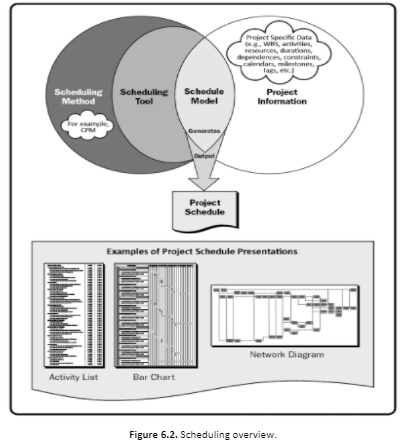 Project Specific Data
(e.g., WBS, activities,
resources, durations,
dependences, constraints,
calendars, milestones,
lags, etc.)
Scheduling
Method
Scheduling
Tool
Schedule
Model
Project
Information
For example,
CPM
Generates
Output
Project
Schedule
Examples of Project Schedule Presentations
Activity List
Bar Chart
Network Diagram
Figure 6.2. Scheduling overview.